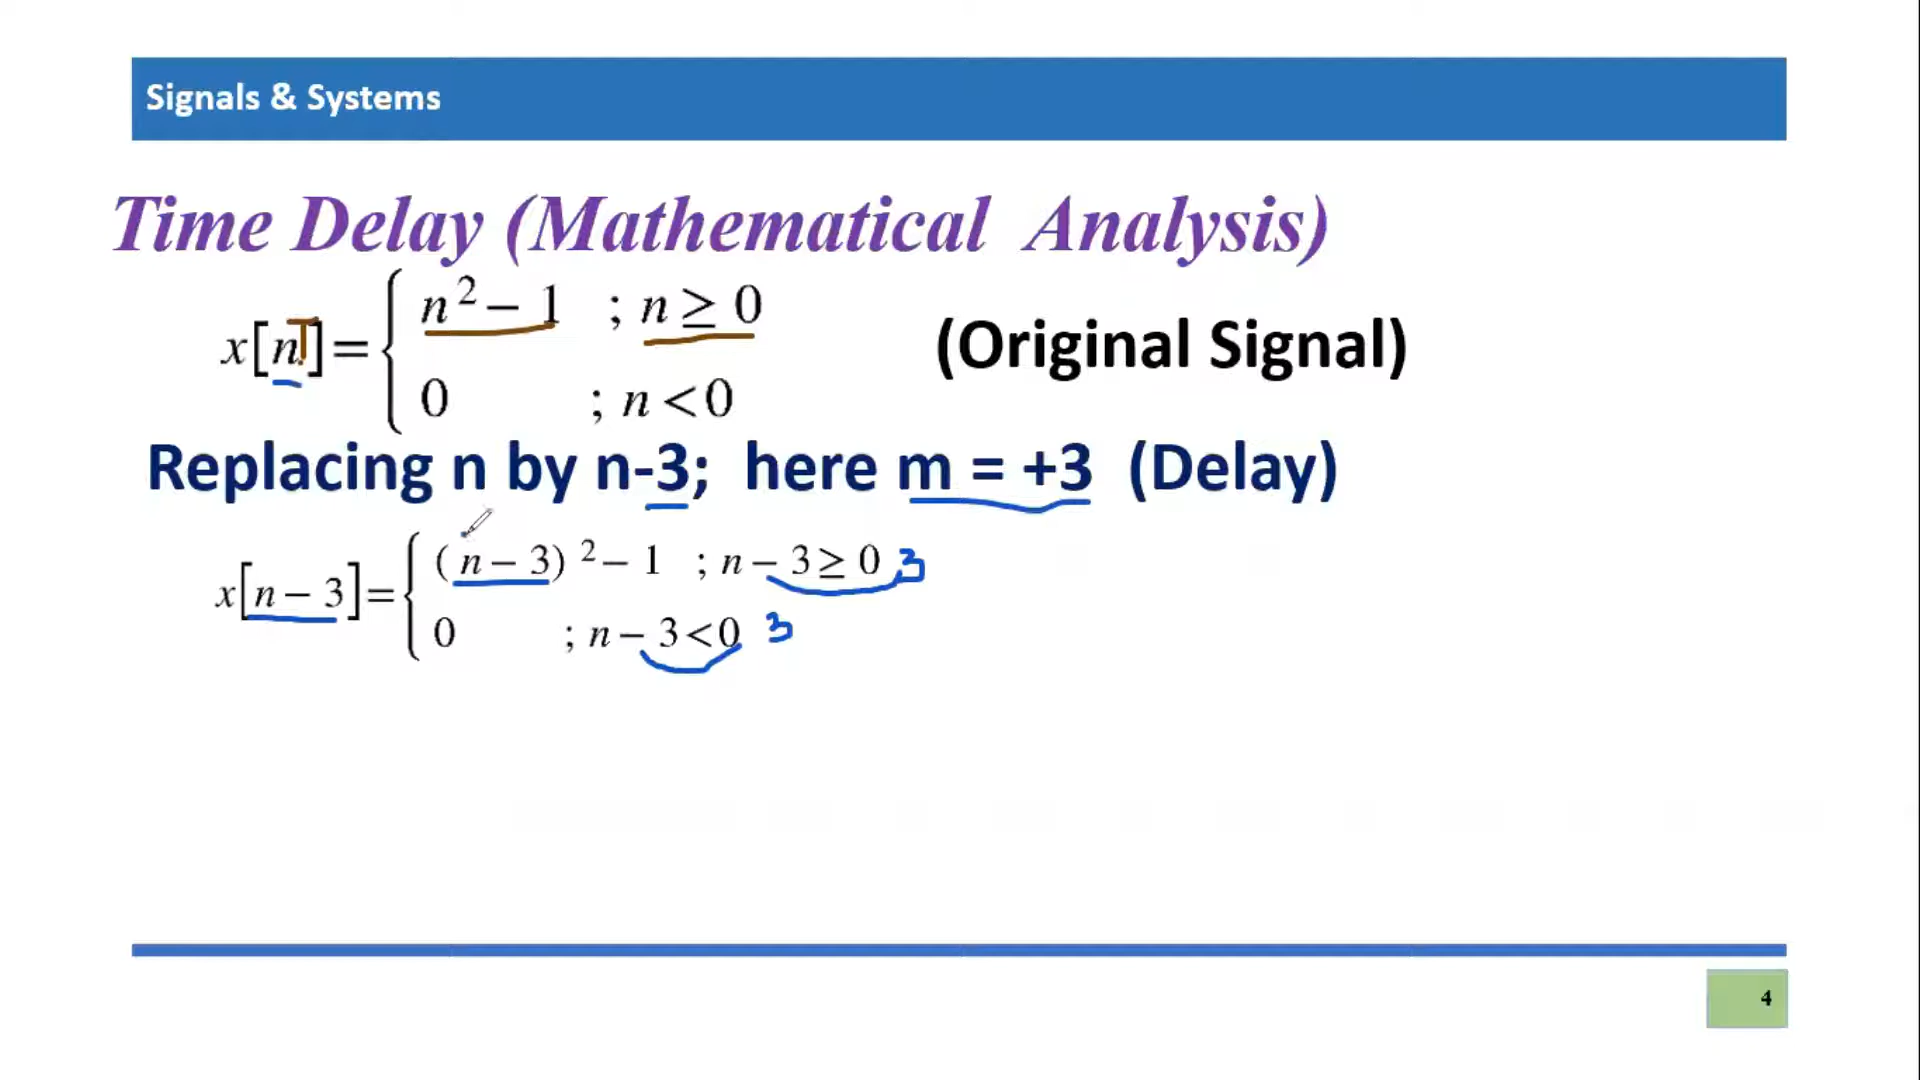 Signals & Systems
Time Delay (Mathematical Analysis)
x[nT] = { n² – 1 ; n ≥ 0
0 ; n < 0
(Original Signal)
Replacing n by n-3; here m = +3 (Delay)
x[n – 3] = { (n – 3)² – 1 ; n – 3 ≥ 0 3
0 ; n – 3 < 0 3
4